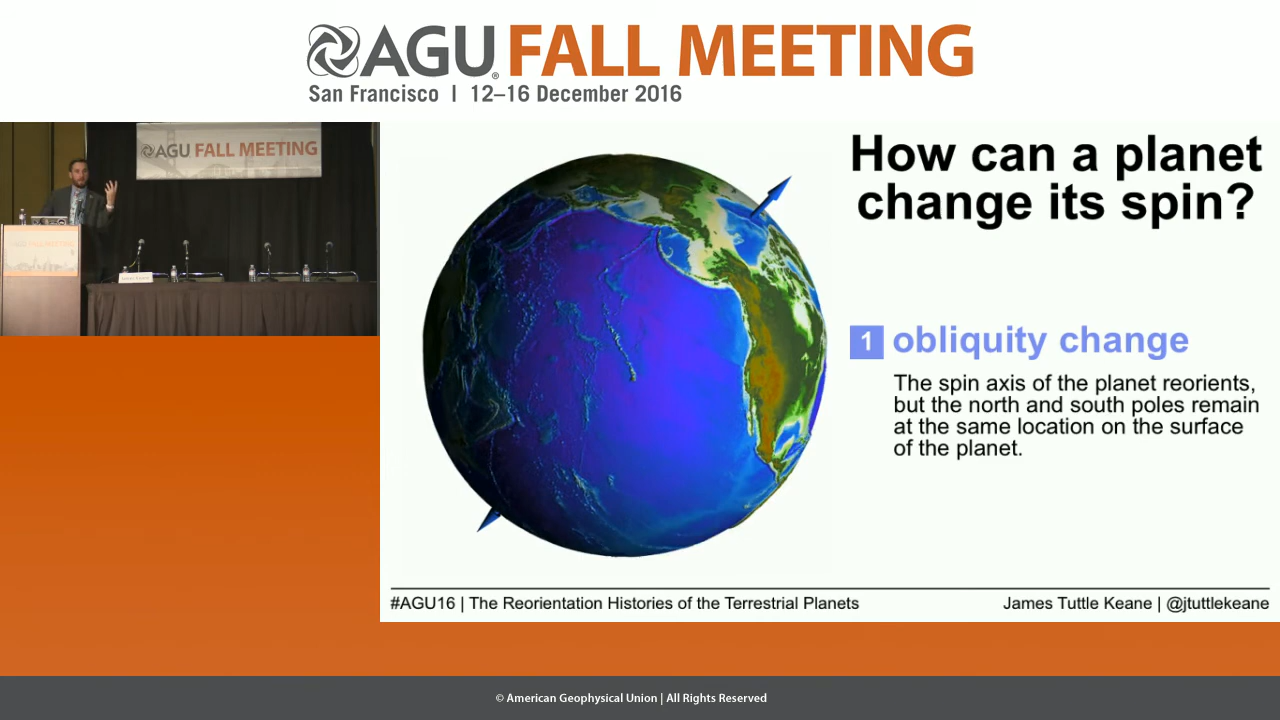 AGU® FALL MEETING
San Francisco | 12–16 December 2016
AGU FALL MEETING
FALL MEETING
How can a planet
change its spin?
1 obliquity change
The spin axis of the planet reorients,
but the north and south poles remain
at the same location on the surface
of the planet.
#AGU16 | The Reorientation Histories of the Terrestrial Planets
James Tuttle Keane | @jtuttlekeane
© American Geophysical Union | All Rights Reserved